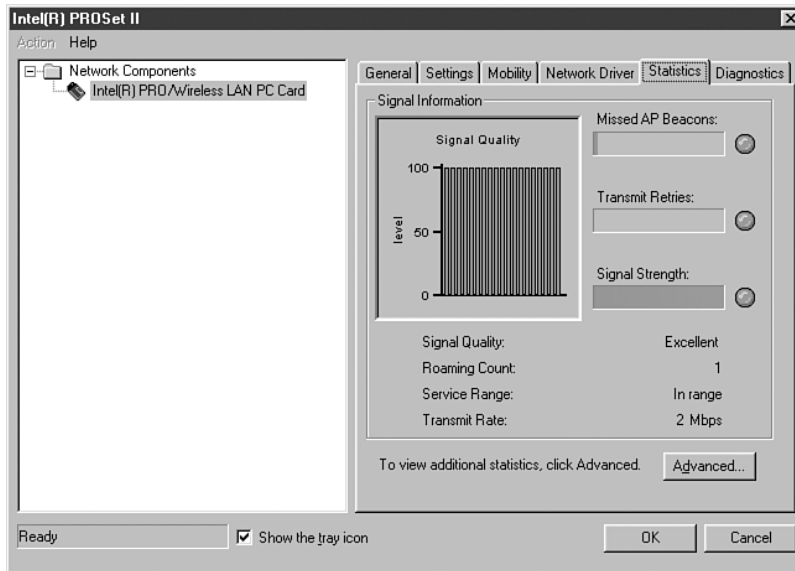 Intel(R) PROSet II
Action Help
Network Components
Intel(R) PRO/Wireless LAN PC Card
General Settings Mobility Network Driver Statistics Diagnostics
Signal Information
Signal Quality
100
50
0
level
Missed AP Beacons:
Transmit Retries:
Signal Strength:
Signal Quality: Excellent
Roaming Count: 1
Service Range: In range
Transmit Rate: 2 Mbps
To view additional statistics, click Advanced. Advanced...
Ready Show the tray icon OK Cancel